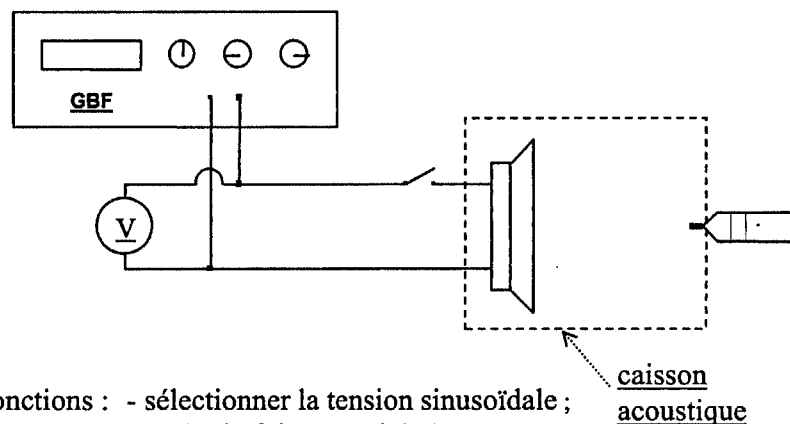 GBF
V
onctions : - sélectionner la tension sinusoïdale ;
caisson
acoustique